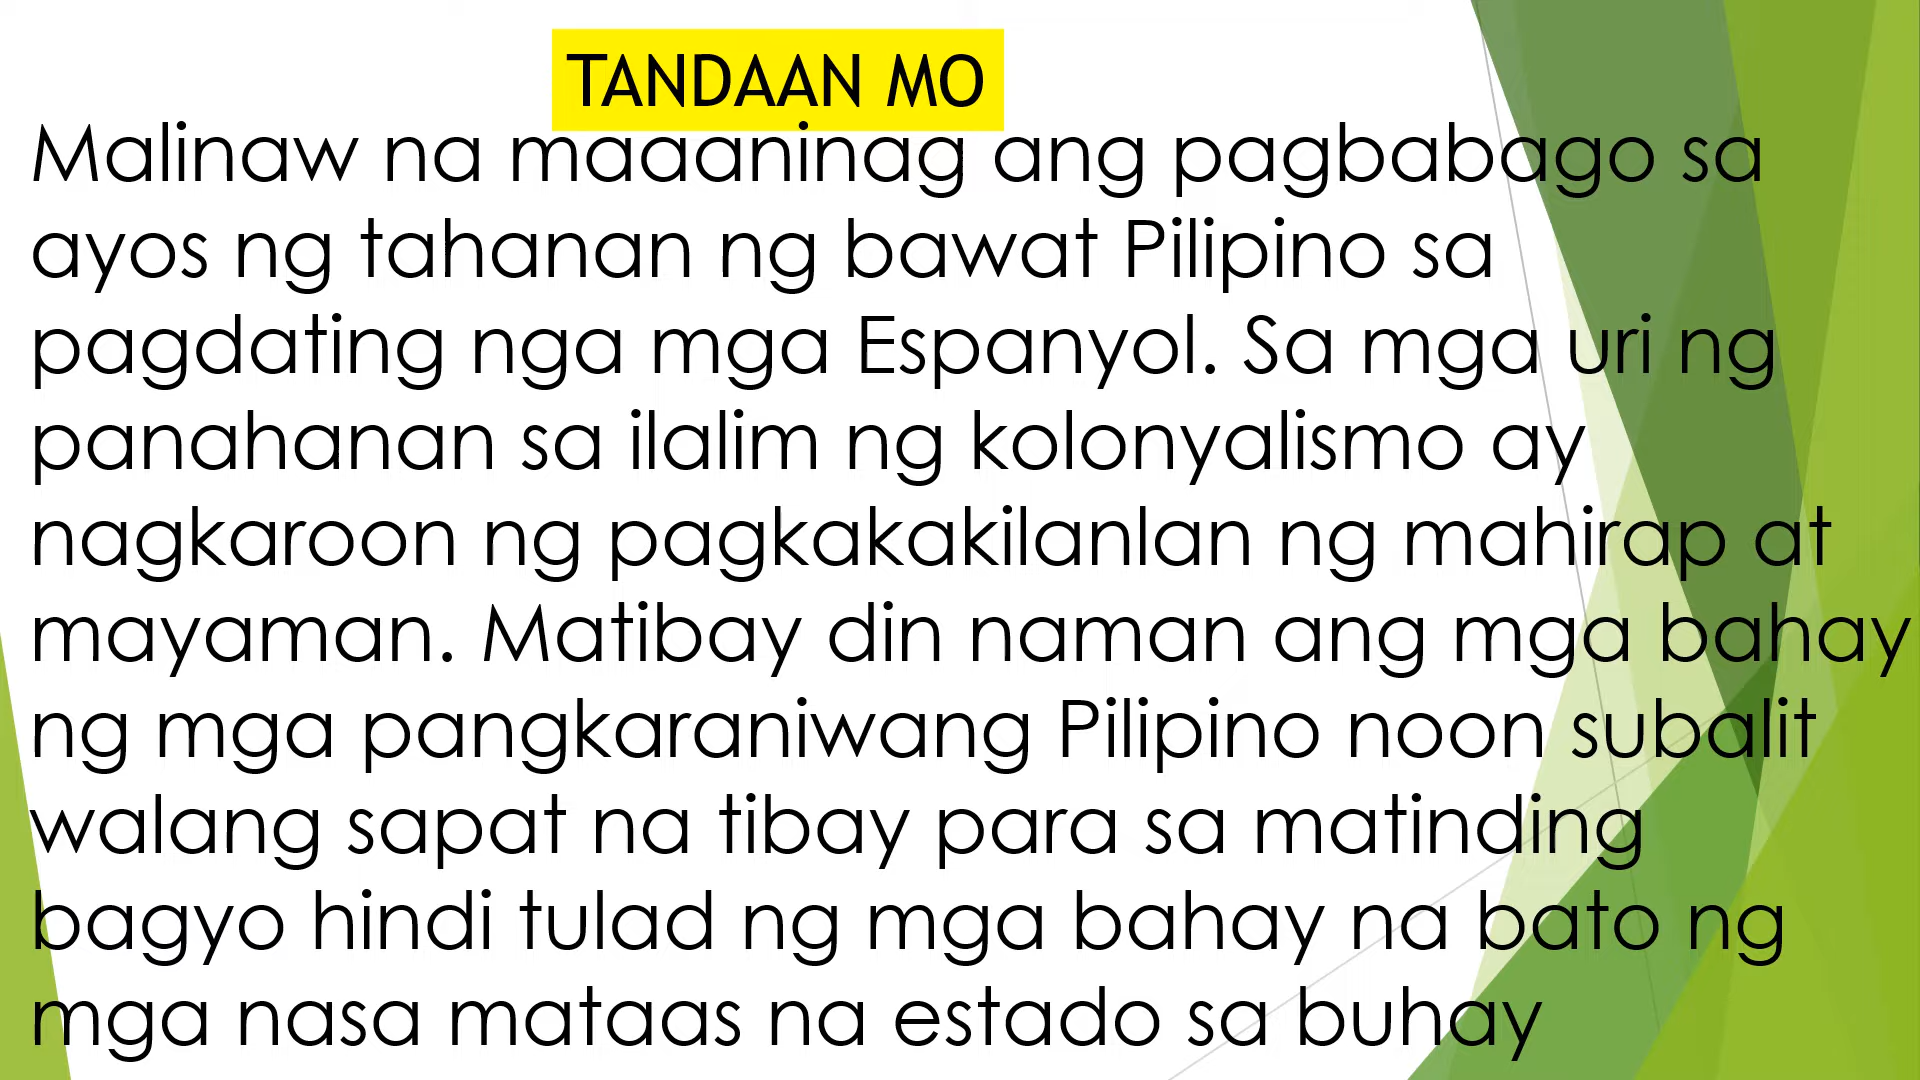 TANDAAN MO
Malinaw na maaaninag ang pagbabago sa
ayos ng tahanan ng bawat Pilipino sa
pagdating nga mga Espanyol. Sa mga uri ng
panahanan sa ilalim ng kolonyalismo ay
nagkaroon ng pagkakakilanlan ng mahirap at
mayaman. Matibay din naman ang mga bahay
ng mga pangkaraniwang Pilipino noon subalit
walang sapat na tibay para sa matinding
bagyo hindi tulad ng mga bahay na bato ng
mga nasa mataas na estado sa buhay